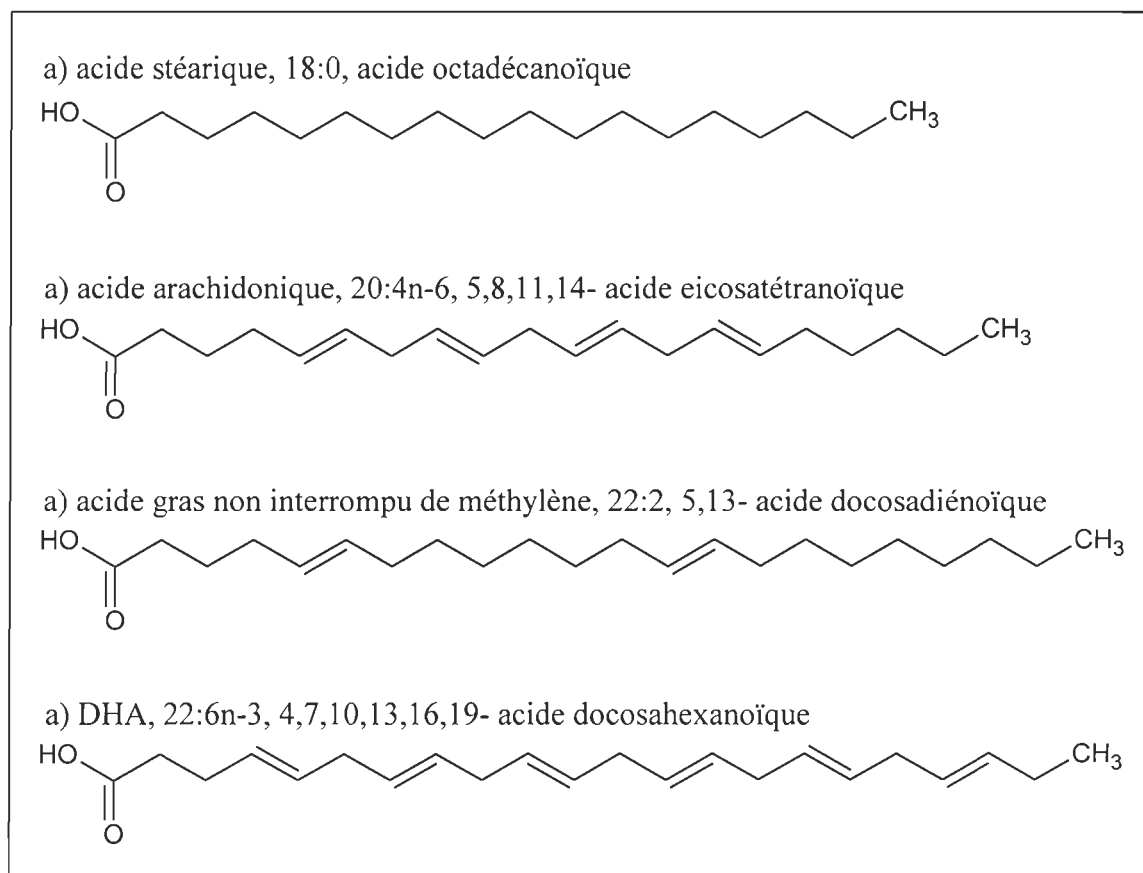 a) acide stéarique, 18:0, acide octadécanoïque
HO
CH3
O
a) acide arachidonique, 20:4n-6, 5,8,11,14- acide eicosatétranoïque
HO
CH3
O
a) acide gras non interrompu de méthylène, 22:2, 5,13- acide docosadiénoïque
HO
CH3
O
a) DHA, 22:6n-3, 4,7,10,13,16,19- acide docosahexanoïque
HO
CH3
O